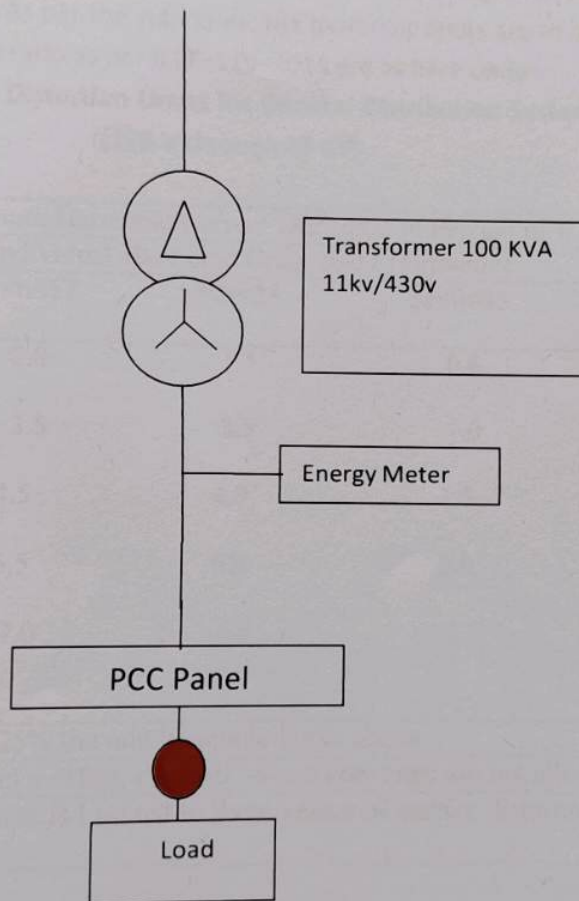 Transformer 100 KVA
11kv/430v
Energy Meter
PCC Panel
Load